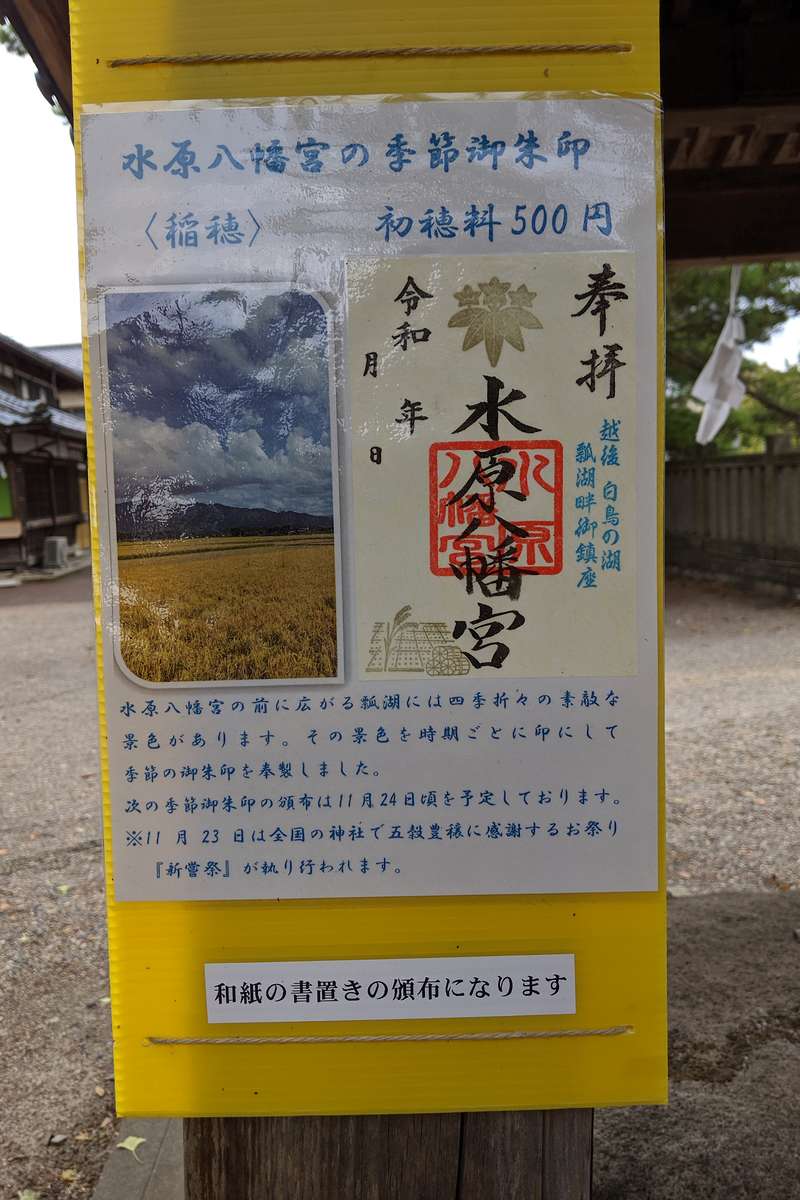 水原八幡宮の季節御朱印
〈稲穂〉 初穂料500円
奉拝
越後 白鳥の湖
瓢湖畔御鎮座
水原八幡宮
水原
八幡宮
令和 年
月 日
水原八幡宮の前に広がる瓢湖には四季折々の素敵な
景色があります。その景色を時期ごとに印にして
季節の御朱印を奉製しました。
次の季節御朱印の頒布は11月24日頃を予定しております。
※11月23日は全国の神社で五穀豊穣に感謝するお祭り
『新嘗祭』が執り行われます。
和紙の書置きの頒布になります